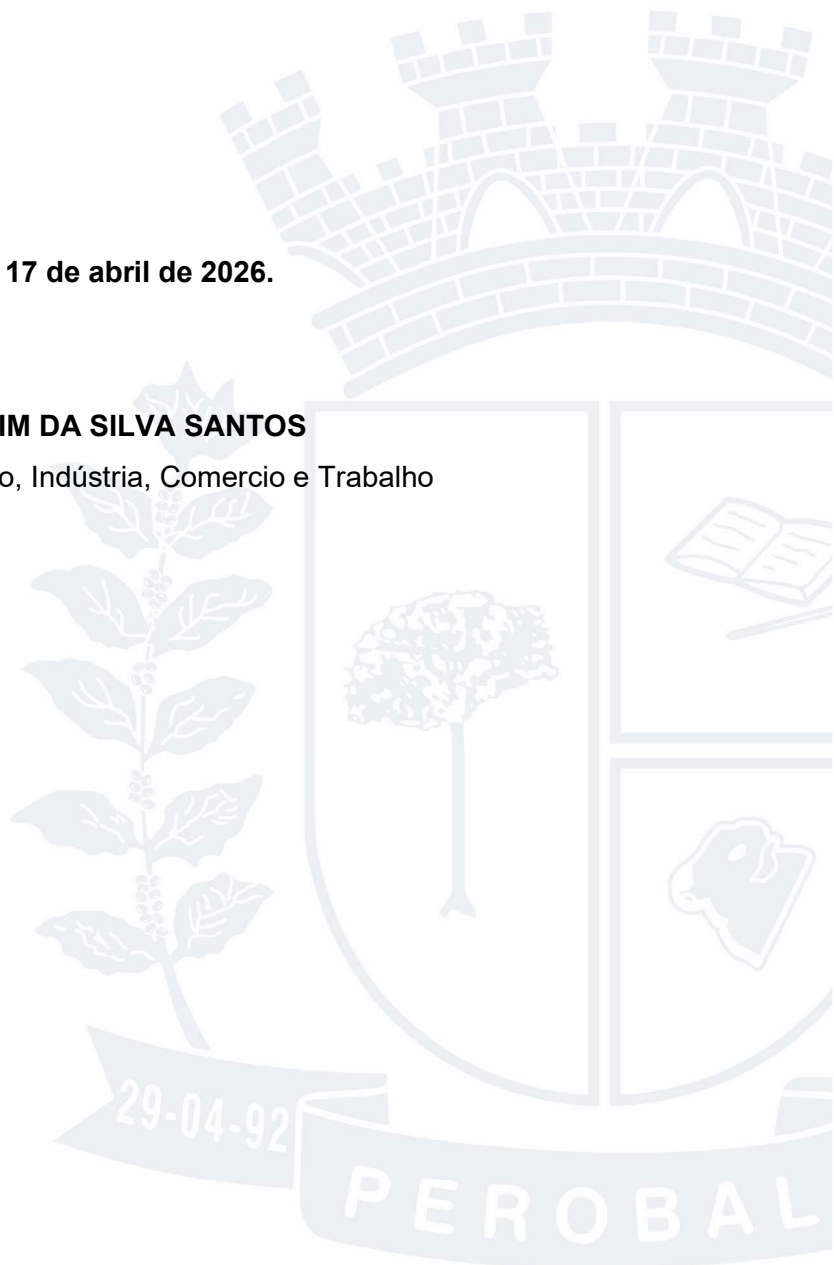 17 de abril de 2026.
IM DA SILVA SANTOS
o, Indústria, Comercio e Trabalho
29-04-92
PEROBAL